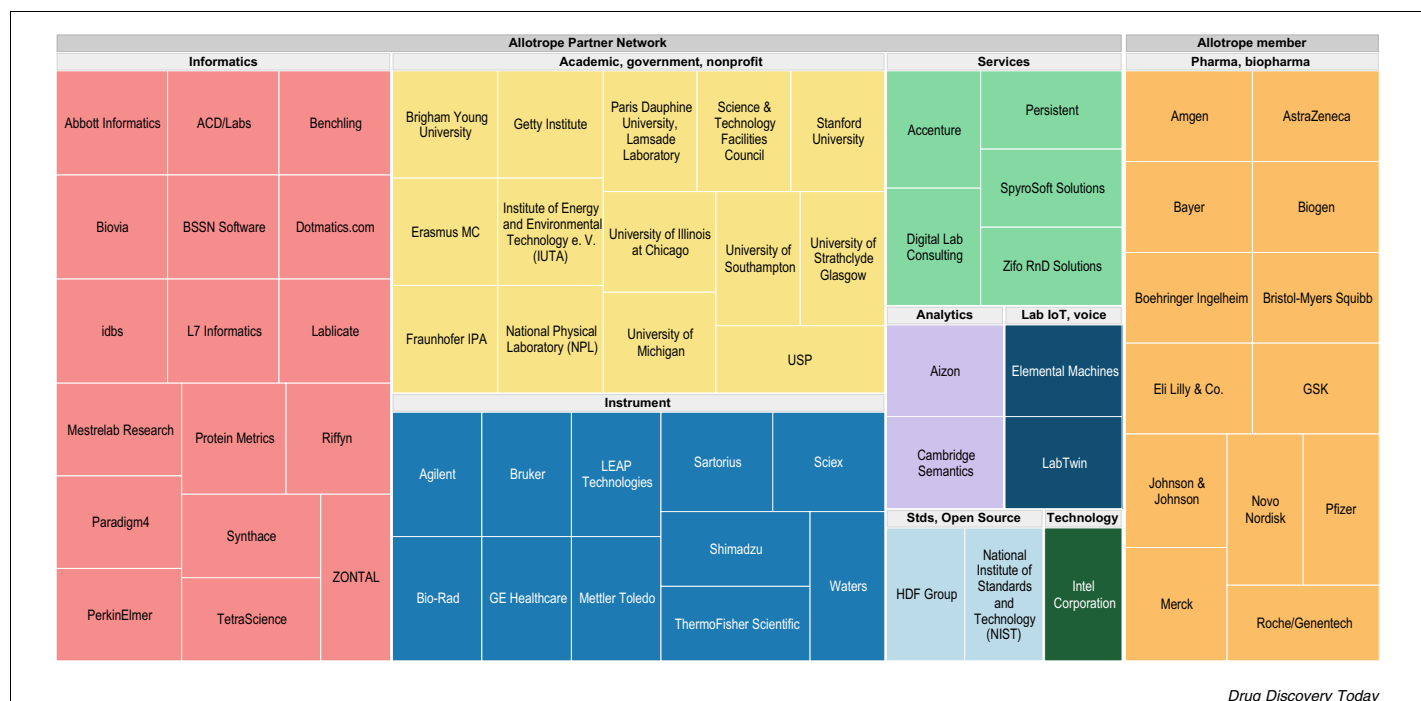 Allotrope Partner Network
Allotrope member
Informatics
Academic, government, nonprofit
Services
Pharma, biopharma
Abbott Informatics
ACD/Labs
Benchling
Biovia
BSSN Software
Dotmatics.com
idbs
L7 Informatics
Lablicate
Mestrelab Research
Protein Metrics
Riffyn
Paradigm4
Synthace
ZONTAL
PerkinElmer
TetraScience
Brigham Young
University
Getty Institute
Paris Dauphine
University,
Lamsade
Laboratory
Science &
Technology
Facilities
Council
Stanford
University
Erasmus MC
Institute of Energy
and Environmental
Technology e. V.
(IUTA)
University of Illinois
at Chicago
University of
Southampton
University of
Strathclyde
Glasgow
Fraunhofer IPA
National Physical
Laboratory (NPL)
University of
Michigan
USP
Instrument
Agilent
Bruker
LEAP
Technologies
Sartorius
Sciex
Bio-Rad
GE Healthcare
Mettler Toledo
Shimadzu
ThermoFisher Scientific
Waters
Accenture
Persistent
SpyroSoft Solutions
Digital Lab
Consulting
Zifo RnD Solutions
Analytics
Lab IoT, voice
Aizon
Elemental Machines
Cambridge
Semantics
LabTwin
Stds, Open Source
Technology
HDF Group
National
Institute of
Standards
and
Technology
(NIST)
Intel
Corporation
Amgen
AstraZeneca
Bayer
Biogen
Boehringer Ingelheim
Bristol-Myers Squibb
Eli Lilly & Co.
GSK
Johnson &
Johnson
Novo
Nordisk
Pfizer
Merck
Roche/Genentech
Drug Discovery Today